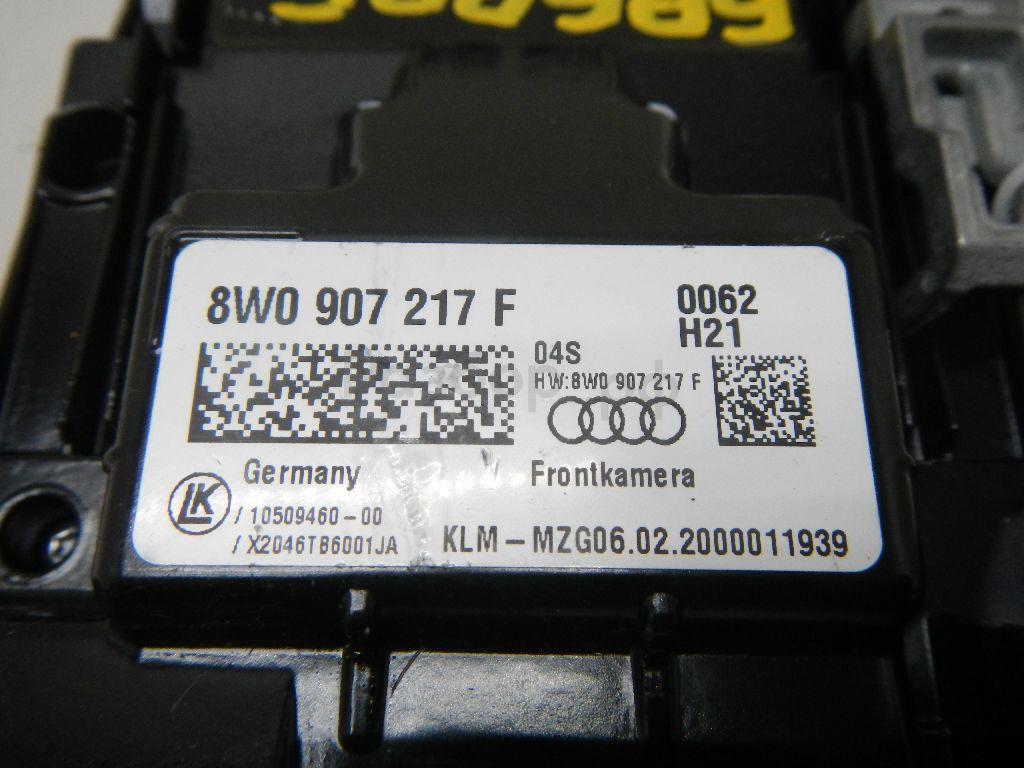 8W0 907 217 F
0062
H21
04S
HW:8W0 907 217 F
Germany
Frontkamera
LK
/ 10509460-00
/ X2046TB6001JA
KLM-MZG06.02.2000011939